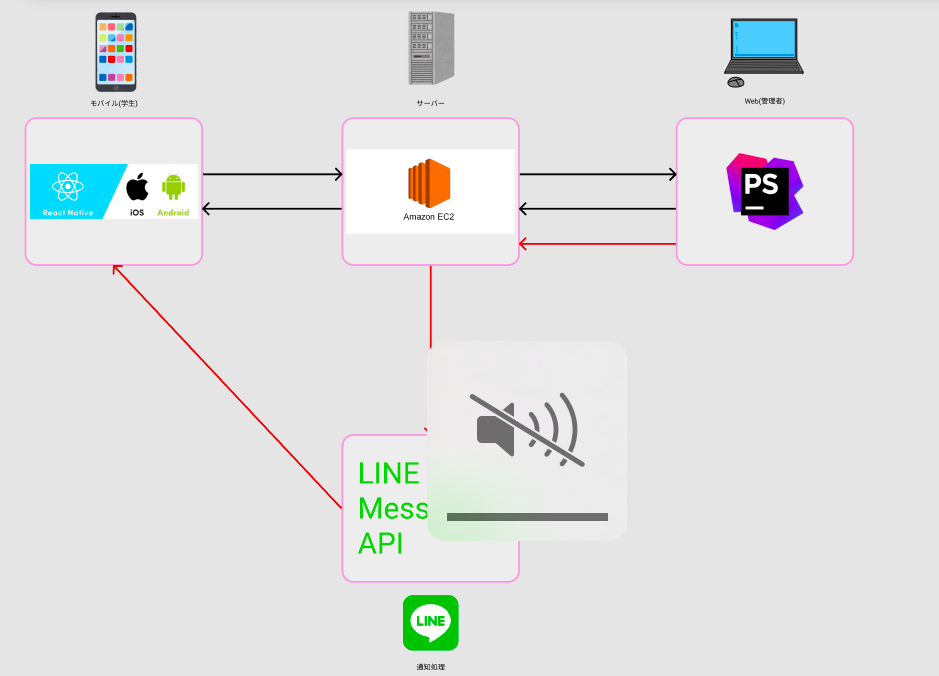 モバイル(学生)
サーバー
Web(管理者)
React Native
iOS
Android
Amazon EC2
PS
LINE
Mess
API
LINE
通知処理